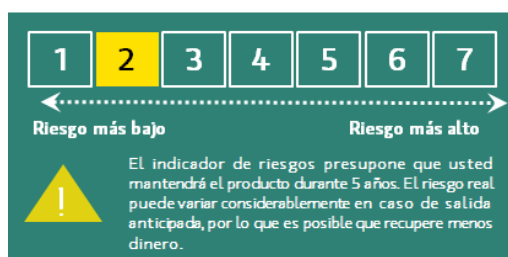 1 2 3 4 5 6 7
Riesgo más bajo Riesgo más alto
!
El indicador de riesgos presupone que usted
mantendrá el producto durante 5 años. El riesgo real
puede variar considerablemente en caso de salida
anticipada, por lo que es posible que recupere menos
dinero.